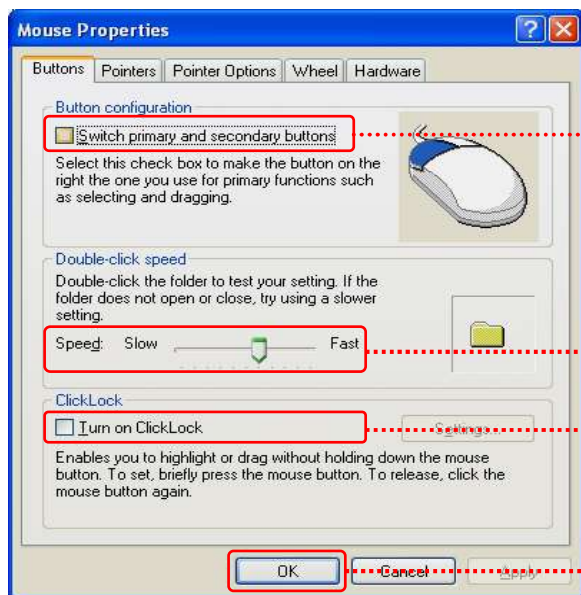 Mouse Properties
Buttons Pointers Pointer Options Wheel Hardware
Button configuration
Switch primary and secondary buttons
Select this check box to make the button on the
right the one you use for primary functions such
as selecting and dragging.
Double-click speed
Double-click the folder to test your setting. If the
folder does not open or close, try using a slower
setting.
Speed: Slow Fast
ClickLock
Turn on ClickLock Settings...
Enables you to highlight or drag without holding down the mouse
button. To set, briefly press the mouse button. To release, click the
mouse button again.
OK Cancel Apply